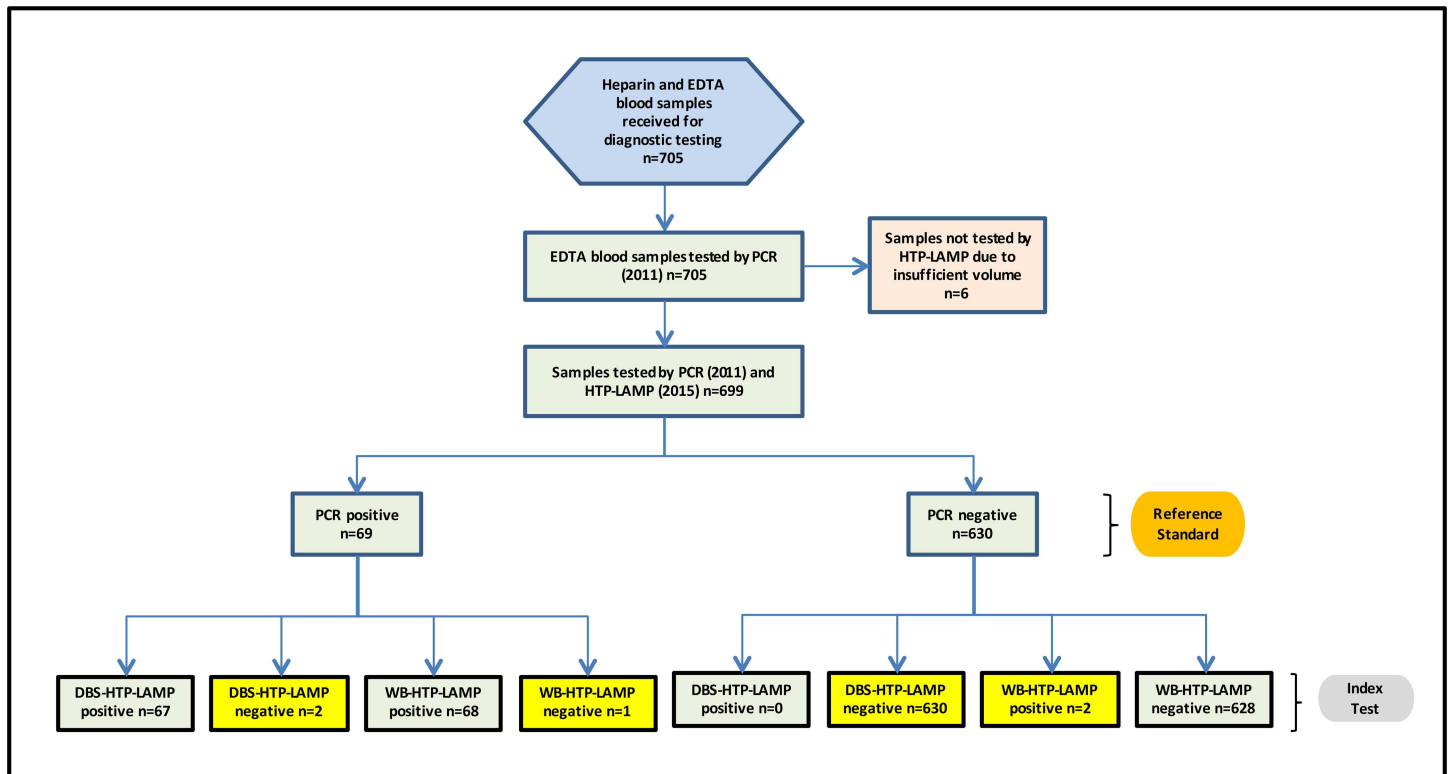 Heparin and EDTA
blood samples
received for
diagnostic testing
n=705
EDTA blood samples tested by PCR
(2011) n=705
Samples not tested by
HTP-LAMP due to
insufficient volume
n=6
Samples tested by PCR (2011) and
HTP-LAMP (2015) n=699
PCR positive
n=69
PCR negative
n=630
Reference
Standard
DBS-HTP-LAMP
positive n=67
DBS-HTP-LAMP
negative n=2
WB-HTP-LAMP
positive n=68
WB-HTP-LAMP
negative n=1
DBS-HTP-LAMP
positive n=0
DBS-HTP-LAMP
negative n=630
WB-HTP-LAMP
positive n=2
WB-HTP-LAMP
negative n=628
Index
Test